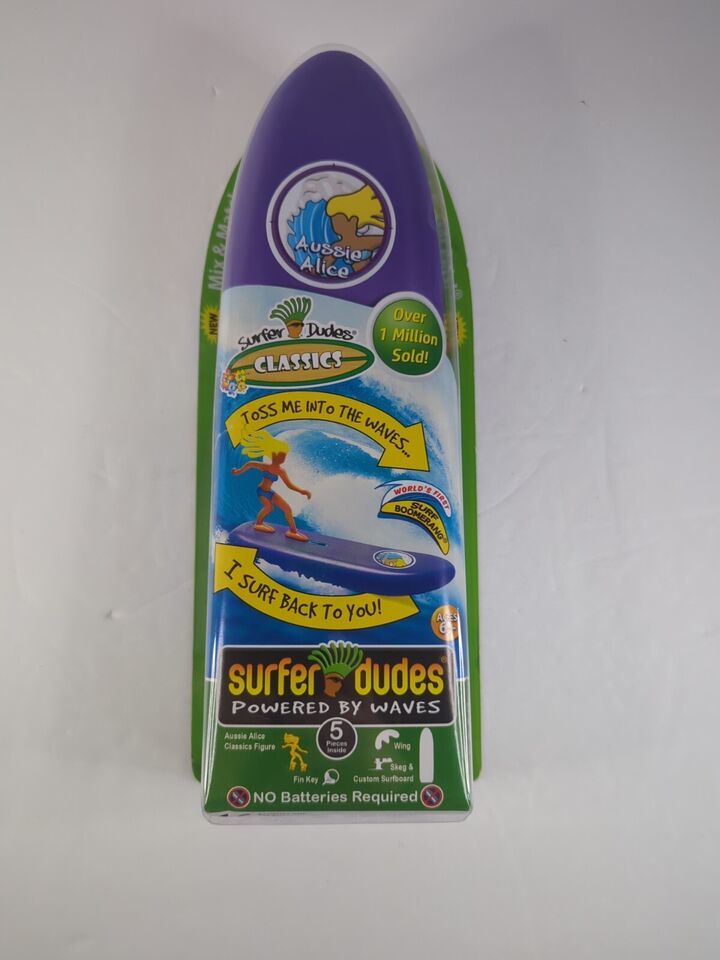 Aussie
Alice
Mix &
NEW
Surfer Dudes®
CLASSICS
Over
1 Million
Sold!
TOSS ME INTO THE WAVES...
WORLD'S FIRST
SURF
BOOMERANG®
I SURF BACK TO YOU!
AGES
6+
surfer dudes®
POWERED BY WAVES
Aussie Alice
Classics Figure
5
Pieces
Inside
Wing
Skeg &
Custom Surfboard
Fin Key
NO Batteries Required